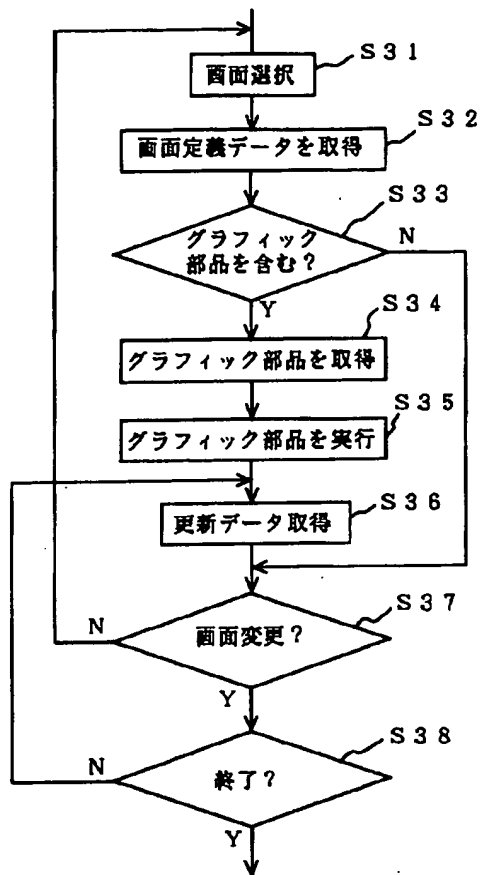 S31
画面選択
S32
画面定義データを取得
S33
グラフィック
部品を含む?
N
Y
S34
グラフィック部品を取得
S35
グラフィック部品を実行
S36
更新データ取得
S37
画面変更?
N
Y
S38
終了?
N
Y